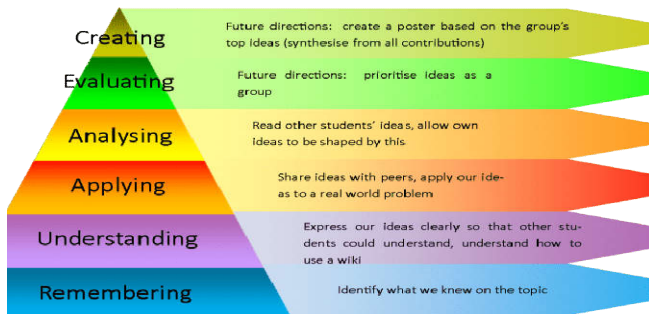 Creating
Future directions: create a poster based on the group's
top ideas (synthesise from all contributions)
Evaluating
Future directions: prioritise ideas as a
group
Analysing
Read other students' ideas, allow own
ideas to be shaped by this
Applying
Share ideas with peers, apply our ide-
as to a real world problem
Understanding
Express our ideas clearly so that other stu-
dents could understand, understand how to
use a wiki
Remembering
Identify what we knew on the topic